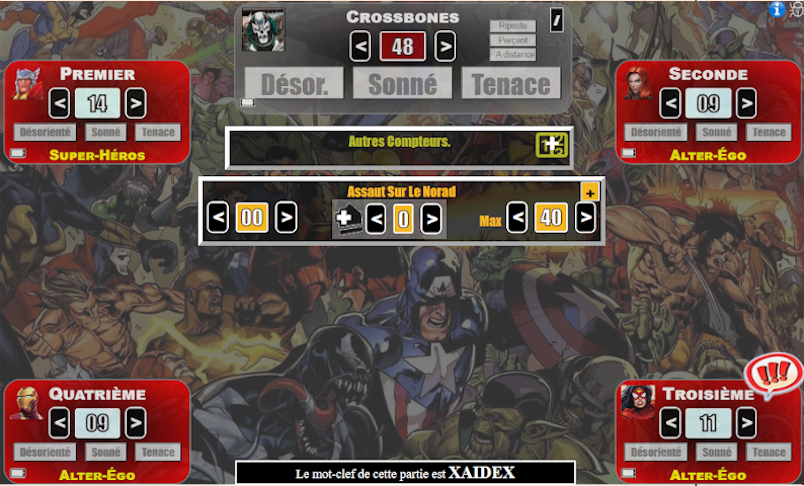 CROSSBONES
< 48 >
Riposte
Perçant
A distance
I
Désor. Sonné Tenace
PREMIER
< 14 >
Désorienté Sonné Tenace
SUPER-HÉROS
SECONDE
< 09 >
Désorienté Sonné Tenace
ALTER-ÉGO
Autres Compteurs.
Assaut Sur Le Norad
+
< 00 > + < 0 > Max < 40 >
QUATRIÈME
< 09 >
Désorienté Sonné Tenace
ALTER-ÉGO
!!!
TROISIÈME
< 11 >
Désorienté Sonné Tenace
ALTER-ÉGO
Le mot-clef de cette partie est XAIDEX